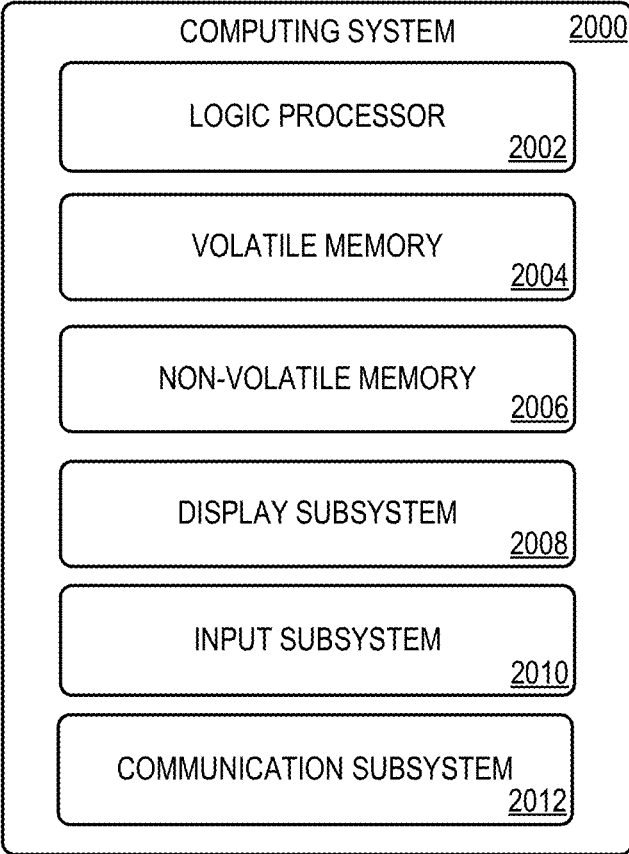 COMPUTING SYSTEM 2000
LOGIC PROCESSOR
2002
VOLATILE MEMORY
2004
NON-VOLATILE MEMORY
2006
DISPLAY SUBSYSTEM
2008
INPUT SUBSYSTEM
2010
COMMUNICATION SUBSYSTEM
2012